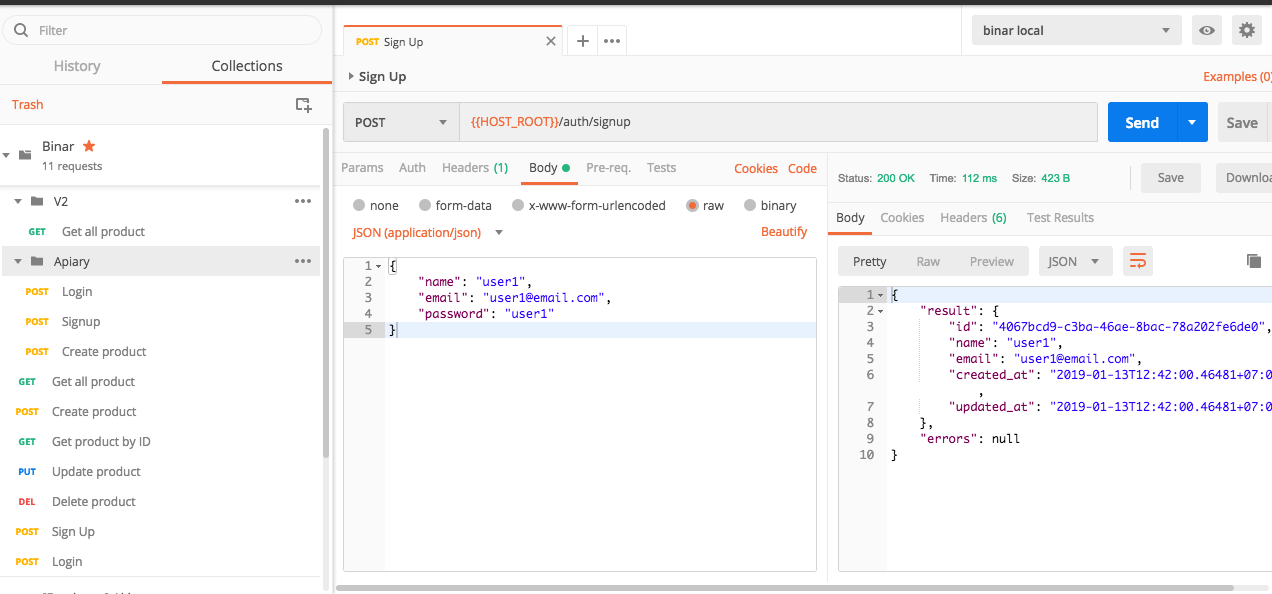 Filter
History
Collections
Trash
Binar
11 requests
V2
GET Get all product
Apiary
POST Login
POST Signup
POST Create product
GET Get all product
POST Create product
GET Get product by ID
PUT Update product
DEL Delete product
POST Sign Up
POST Login
POST Sign Up
binar local
Sign Up
Examples (0)
POST
{{HOST_ROOT}}/auth/signup
Send
Save
Params Auth Headers (1) Body Pre-req. Tests Cookies Code
none form-data x-www-form-urlencoded raw binary
JSON (application/json)
Beautify
1 {
2 "name": "user1",
3 "email": "user1@email.com",
4 "password": "user1"
5 }
Status: 200 OK Time: 112 ms Size: 423 B
Save
Downloa
Body Cookies Headers (6) Test Results
Pretty Raw Preview JSON
1 {
2 "result": {
3 "id": "4067bcd9-c3ba-46ae-8bac-78a202fe6de0",
4 "name": "user1",
5 "email": "user1@email.com",
6 "created_at": "2019-01-13T12:42:00.46481+07:0
,
7 "updated_at": "2019-01-13T12:42:00.46481+07:0
8 },
9 "errors": null
10 }